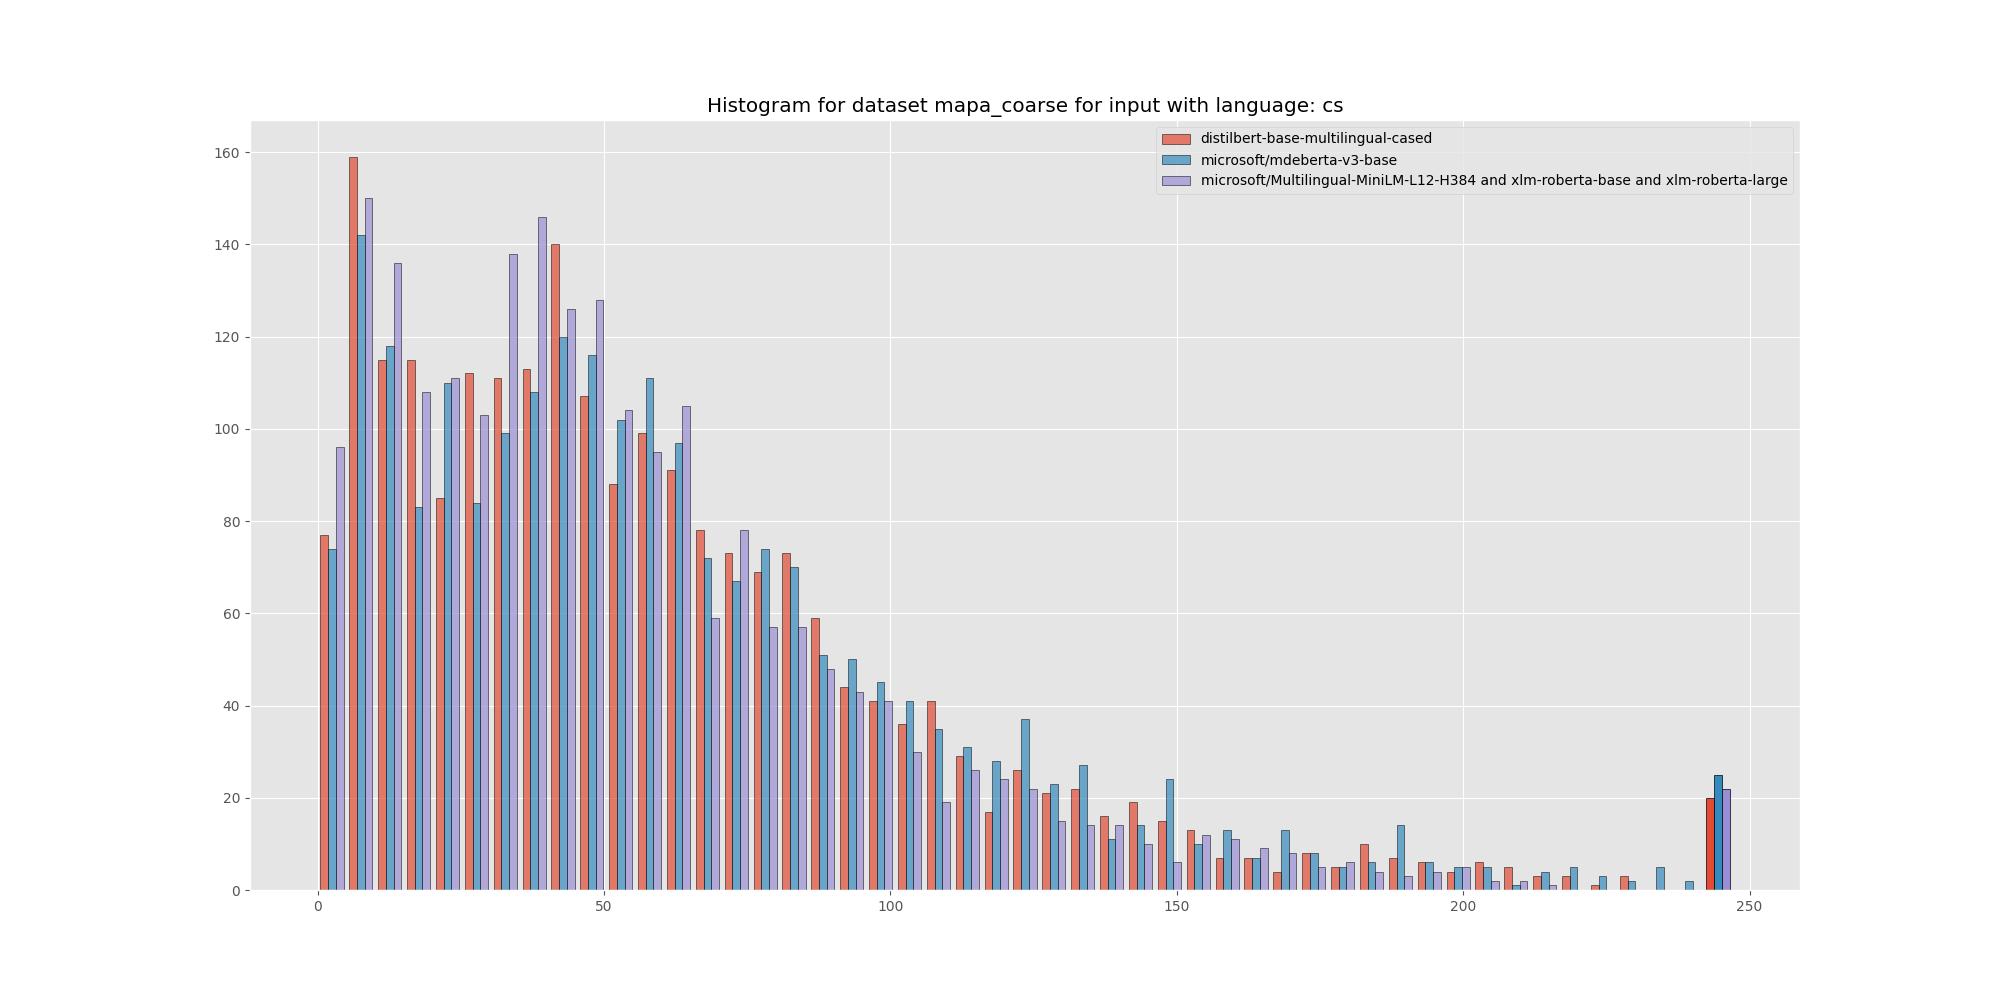 Histogram for dataset mapa_coarse for input with language: cs
distilbert-base-multilingual-cased
microsoft/mdeberta-v3-base
microsoft/Multilingual-MiniLM-L12-H384 and xlm-roberta-base and xlm-roberta-large
160
140
120
100
80
60
40
20
0
0 50 100 150 200 250